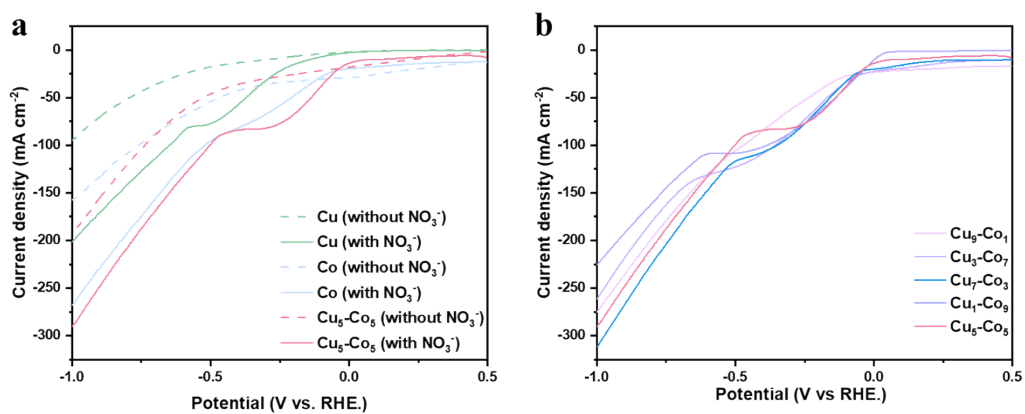 a
0
-50
-100
-150
-200
-250
-300
Current density (mA cm⁻²)
-1.0
-0.5
0.0
0.5
Potential (V vs. RHE.)
Cu (without NO₃⁻)
Cu (with NO₃⁻)
Co (without NO₃⁻)
Co (with NO₃⁻)
Cu₅-Co₅ (without NO₃⁻)
Cu₅-Co₅ (with NO₃⁻)
b
0
-50
-100
-150
-200
-250
-300
Current density (mA cm⁻²)
-1.0
-0.5
0.0
0.5
Potential (V vs. RHE.)
Cu₉-Co₁
Cu₃-Co₇
Cu₇-Co₃
Cu₁-Co₉
Cu₅-Co₅